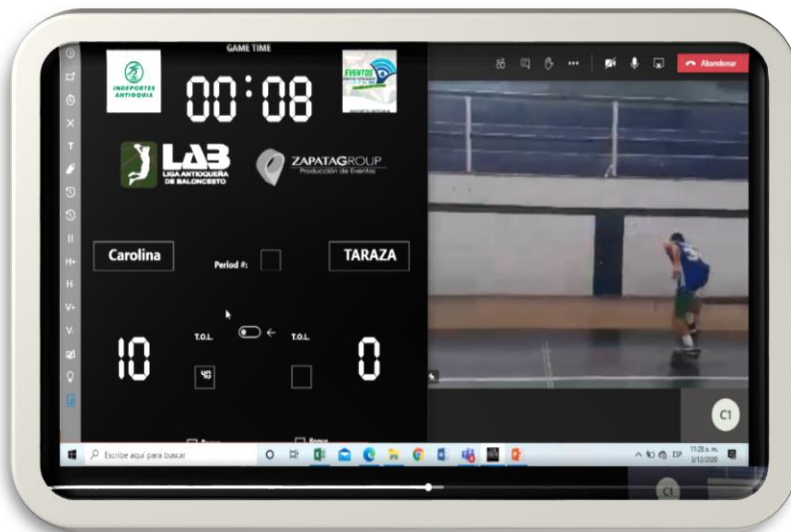 GAME TIME
INDEPORTES
ANTIOQUIA
00:08
EVENTOS
LAB
LIGA ANTIOQUEÑA
DE BALONCESTO
ZAPATAGROUP
Producción de Eventos
Abandonar
Carolina
Period #:
TARAZA
T.O.L.
T.O.L.
10
0
T
H+
H-
V+
V-
C1
Escribe aquí para buscar
ESP
11:28 a. m.
3/12/2020
C1